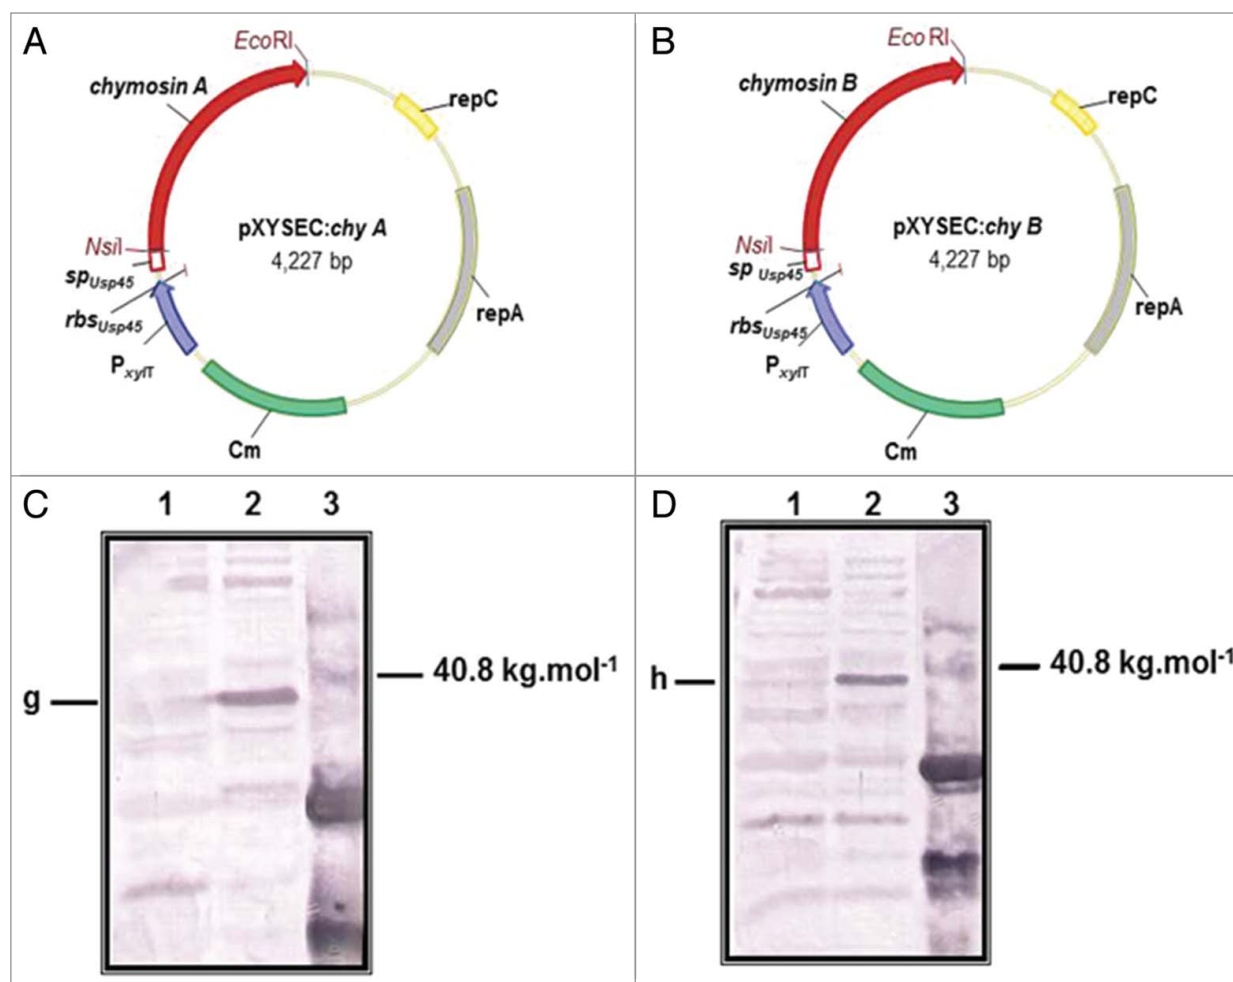 A
EcoRI
chymosin A
repC
pXYSEC:chy A
4,227 bp
NsiI
spUsp45
rbsUsp45
PxylT
repA
Cm
B
EcoRI
chymosin B
repC
pXYSEC:chy B
4,227 bp
NsiI
sp Usp45
rbsUsp45
PxylT
repA
Cm
C
1 2 3
40.8 kg.mol-1
g
D
1 2 3
40.8 kg.mol-1
h